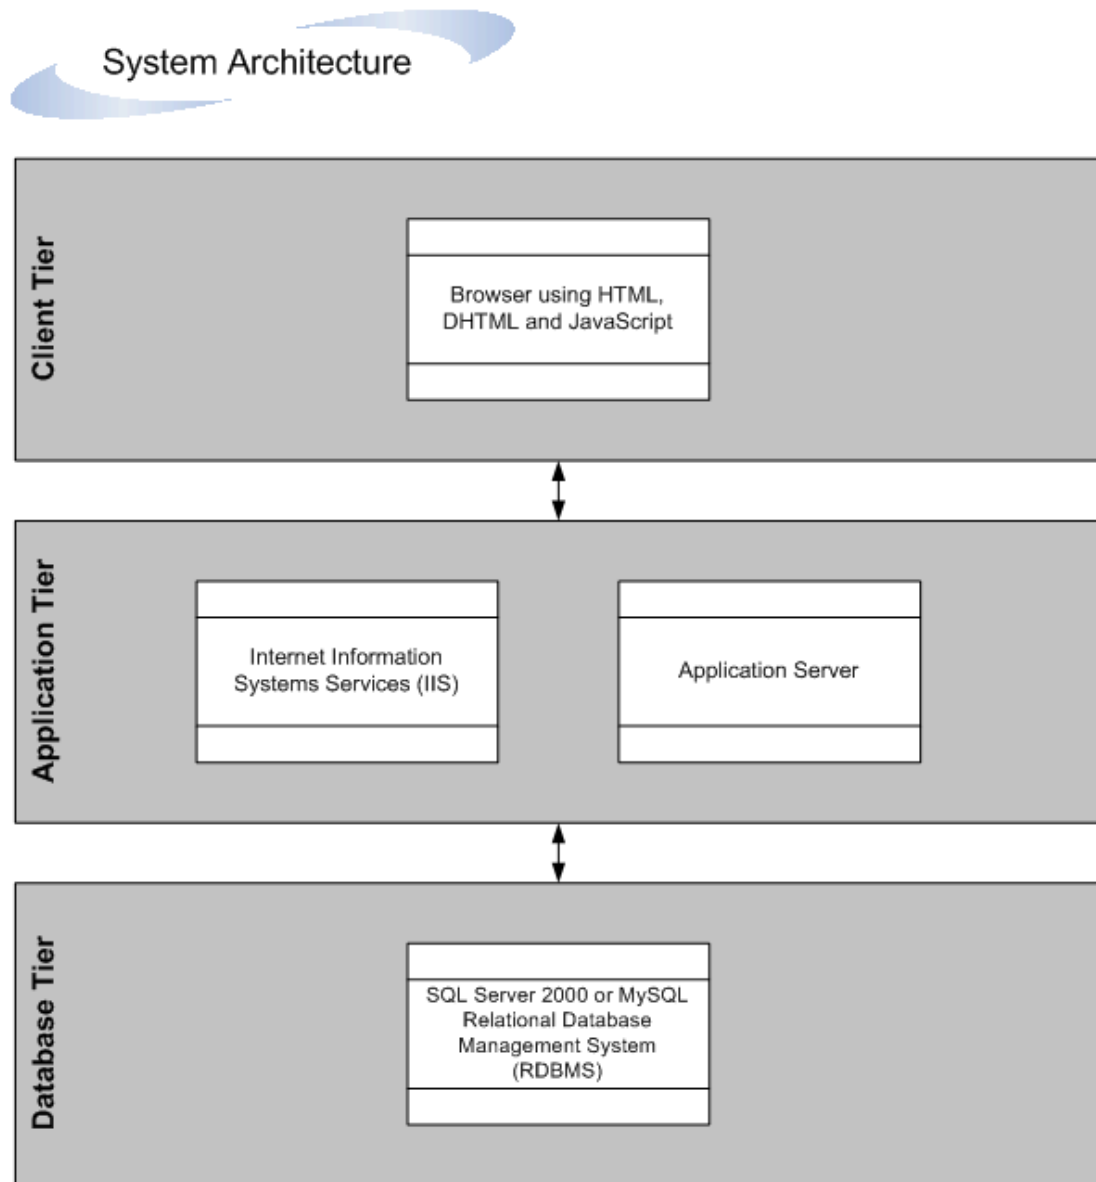 System Architecture
Client Tier
Browser using HTML,
DHTML and JavaScript
Application Tier
Internet Information
Systems Services (IIS)
Application Server
Database Tier
SQL Server 2000 or MySQL
Relational Database
Management System
(RDBMS)